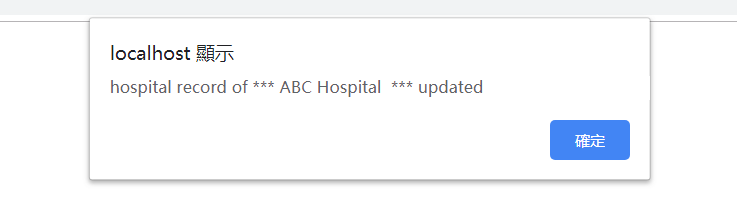 localhost 顯示
hospital record of *** ABC Hospital  *** updated
確定